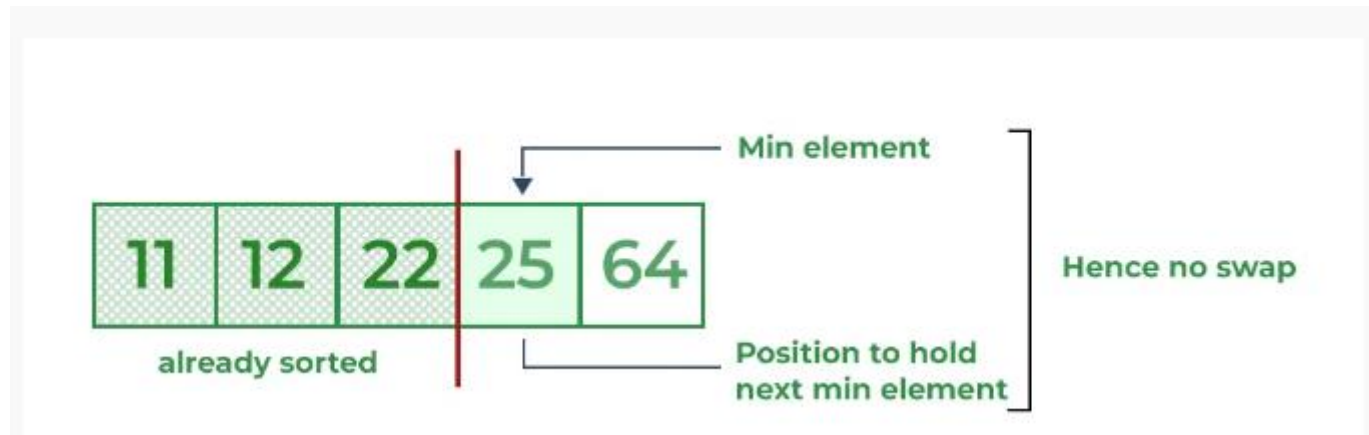 Min element
11 12 22 25 64
Hence no swap
already sorted
Position to hold
next min element